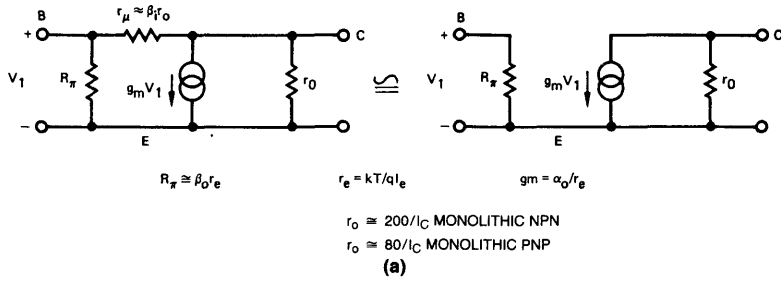 B
r_μ ≈ β_i r_o
C
+
V_1
R_π
g_m V_1
r_0
−
E
≅
B
C
+
V_1
R_π
g_m V_1
r_0
−
E
R_π ≅ β_o r_e
r_e = kT/qI_e
gm = α_o/r_e
r_o ≅ 200/I_C MONOLITHIC NPN
r_o ≅ 80/I_C MONOLITHIC PNP
(a)